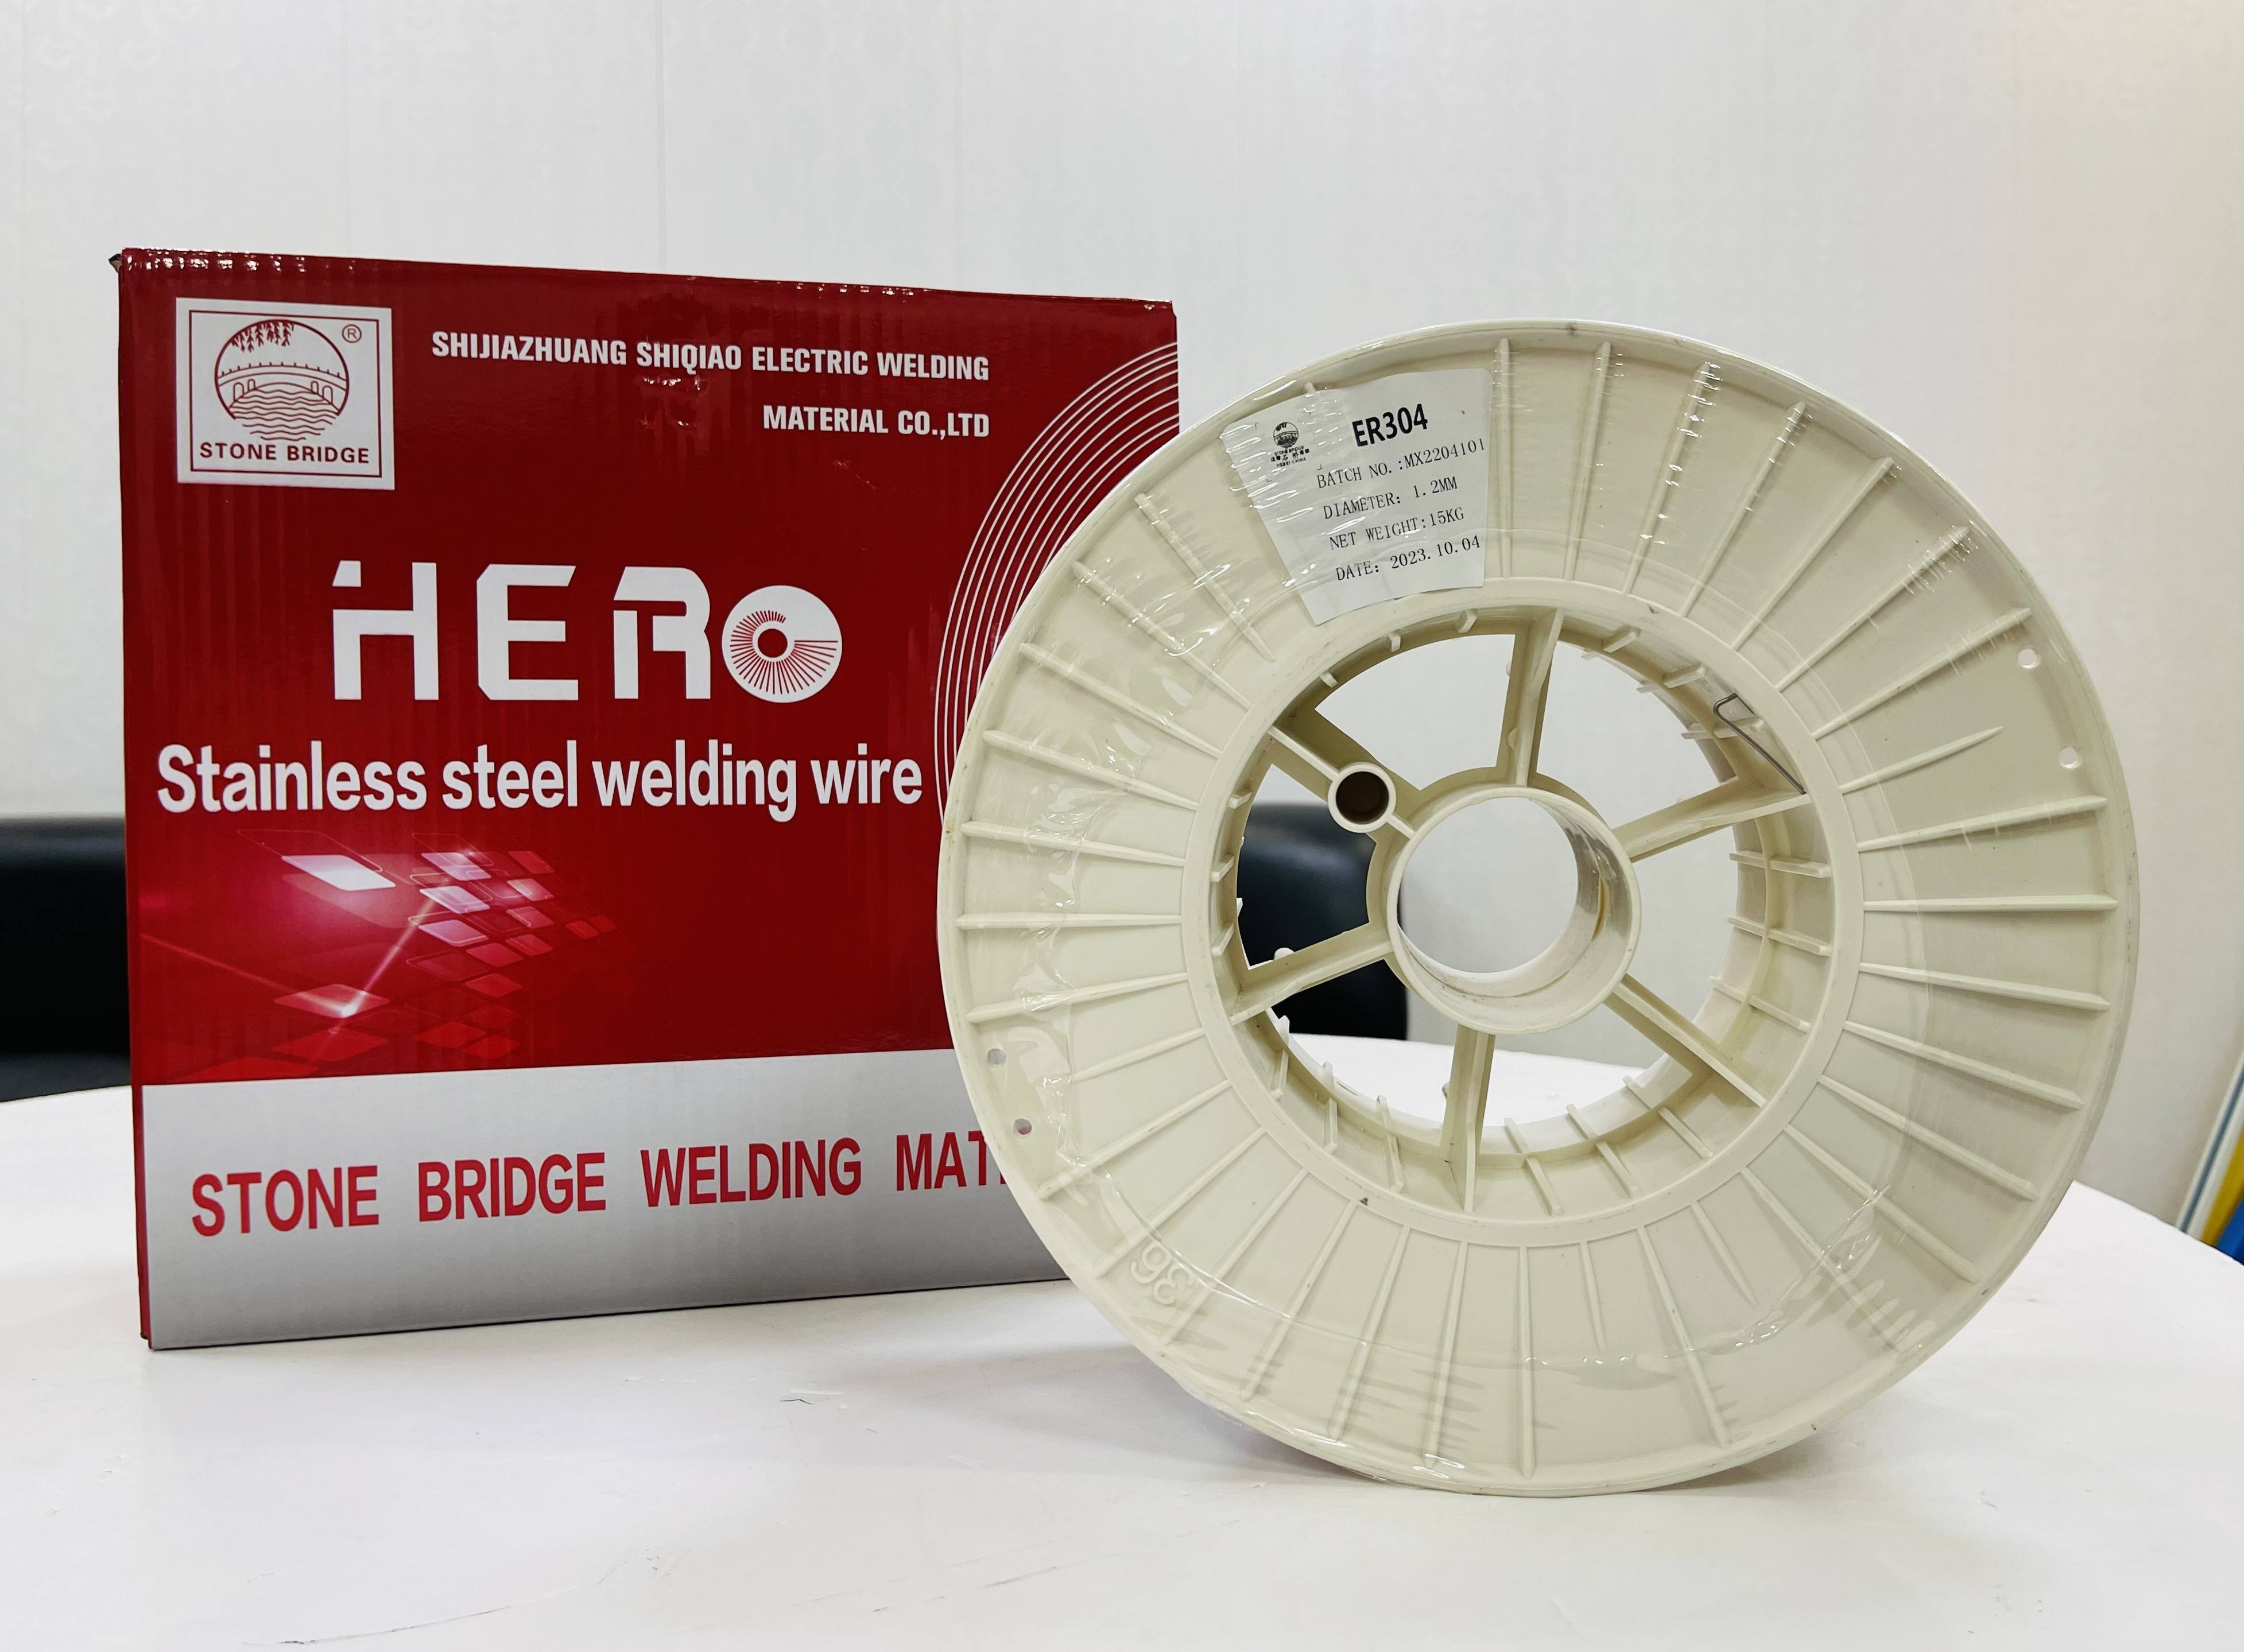 ®
STONE BRIDGE
SHIJIAZHUANG SHIQIAO ELECTRIC WELDING
MATERIAL CO.,LTD
HERO
Stainless steel welding wire
STONE BRIDGE WELDING MAT
ER304
BATCH NO.:MX2204101
DIAMETER: 1.2MM
NET WEIGHT:15KG
DATE: 2023.10.04
36